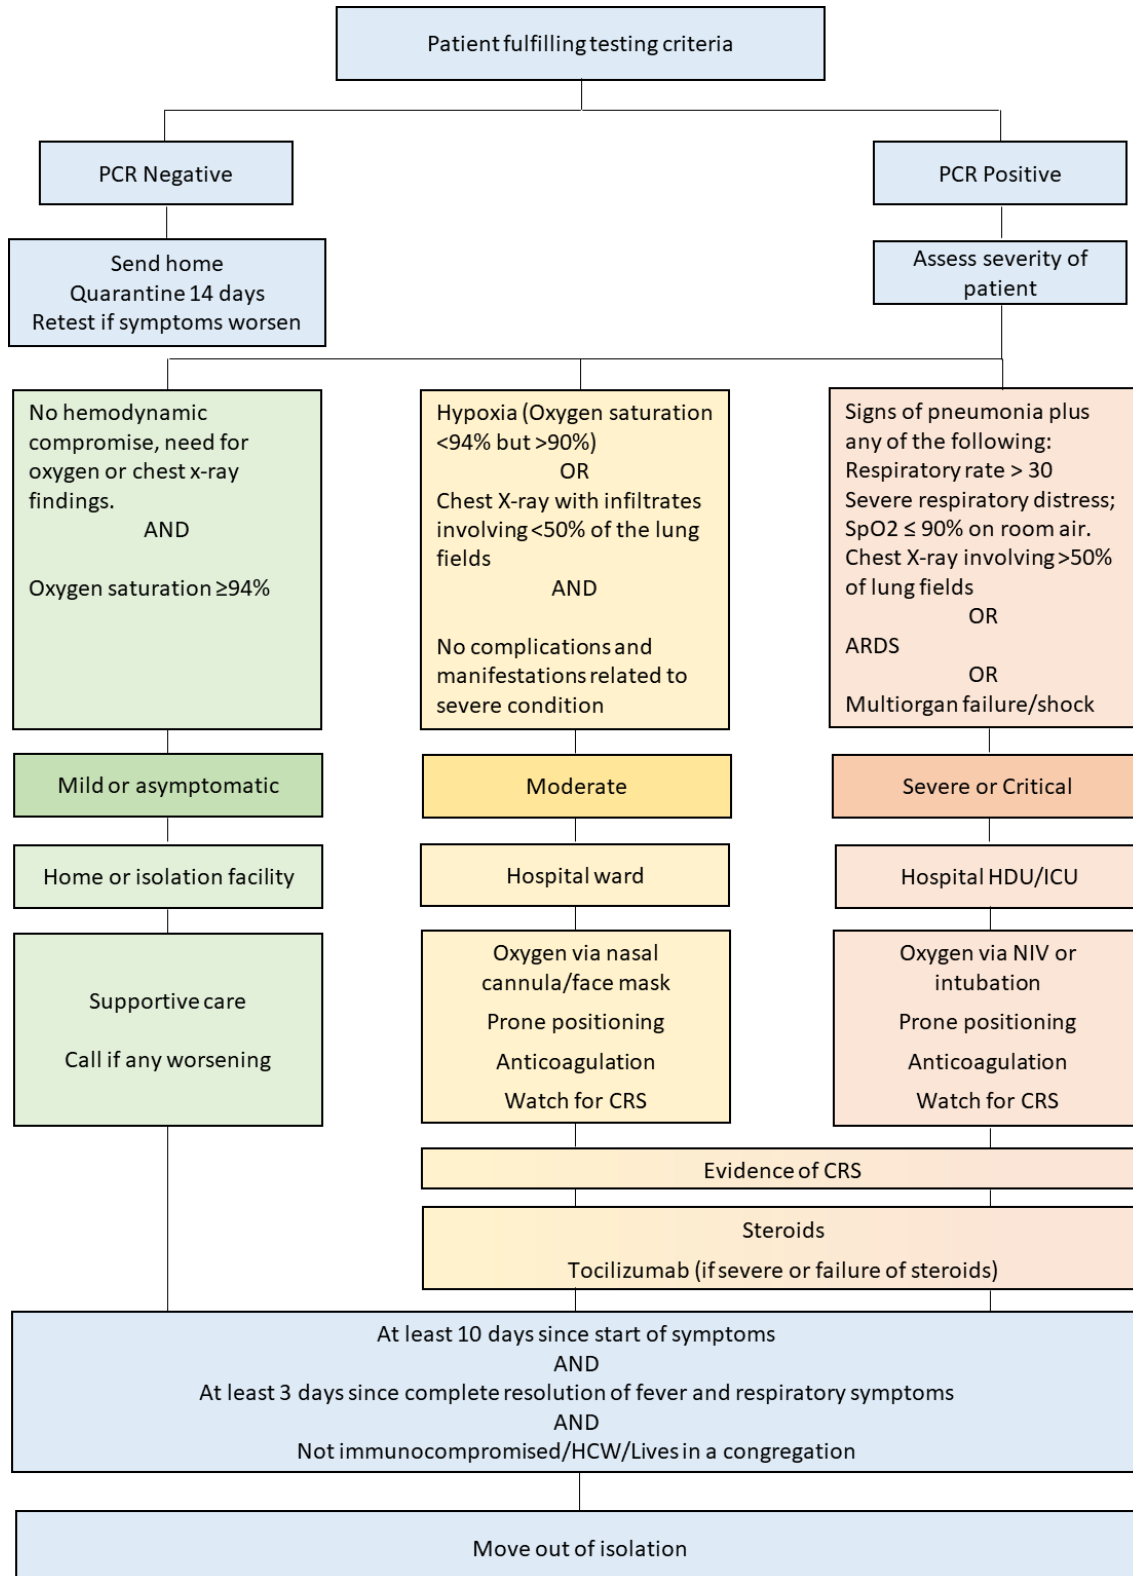 Patient fulfilling testing criteria
PCR Negative
PCR Positive
Send home
Quarantine 14 days
Retest if symptoms worsen
Assess severity of
patient
No hemodynamic
compromise, need for
oxygen or chest x-ray
findings.
AND
Oxygen saturation ≥94%
Hypoxia (Oxygen saturation
<94% but >90%)
OR
Chest X-ray with infiltrates
involving <50% of the lung
fields
AND
No complications and
manifestations related to
severe condition
Signs of pneumonia plus
any of the following:
Respiratory rate > 30
Severe respiratory distress;
SpO2 ≤ 90% on room air.
Chest X-ray involving >50%
of lung fields
OR
ARDS
OR
Multiorgan failure/shock
Mild or asymptomatic
Moderate
Severe or Critical
Home or isolation facility
Hospital ward
Hospital HDU/ICU
Supportive care
Call if any worsening
Oxygen via nasal
cannula/face mask
Prone positioning
Anticoagulation
Watch for CRS
Oxygen via NIV or
intubation
Prone positioning
Anticoagulation
Watch for CRS
Evidence of CRS
Steroids
Tocilizumab (if severe or failure of steroids)
At least 10 days since start of symptoms
AND
At least 3 days since complete resolution of fever and respiratory symptoms
AND
Not immunocompromised/HCW/Lives in a congregation
Move out of isolation